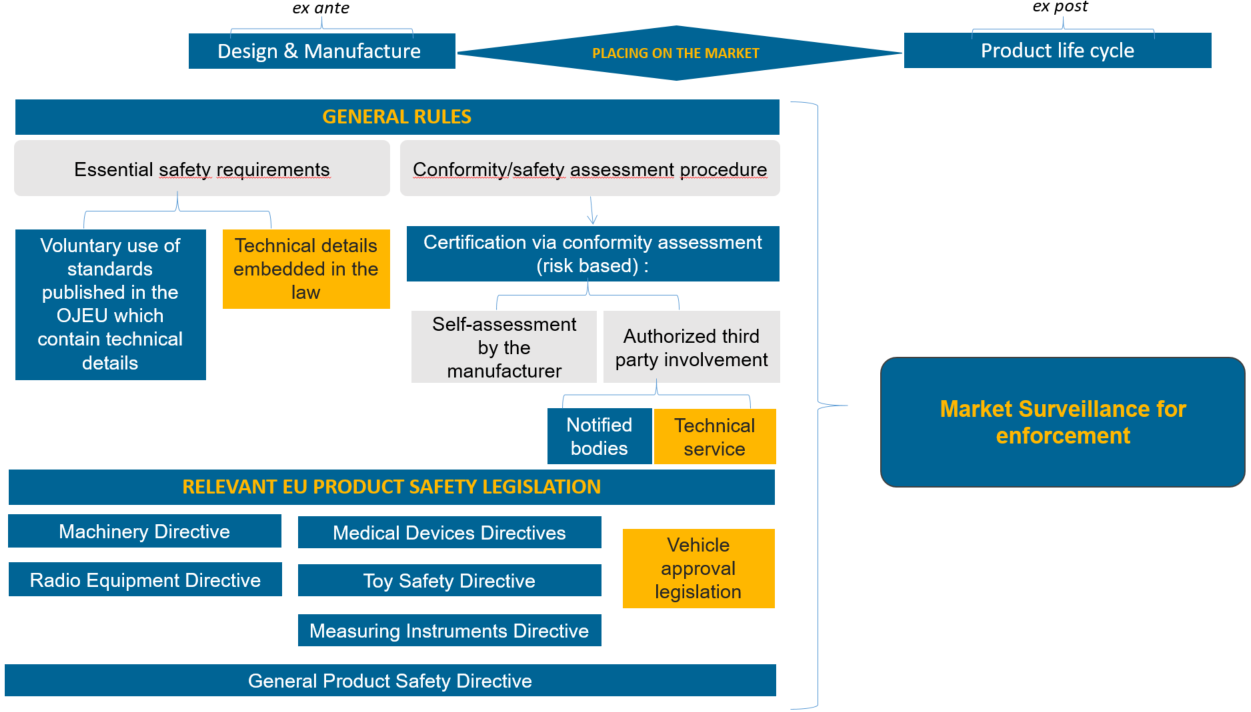 ex ante
ex post
Design & Manufacture
PLACING ON THE MARKET
Product life cycle
GENERAL RULES
Essential safety requirements
Conformity/safety assessment procedure
Voluntary use of
standards
published in the
OJEU which
contain technical
details
Technical details
embedded in the
law
Certification via conformity assessment
(risk based) :
Self-assessment
by the
manufacturer
Authorized third
party involvement
Notified
bodies
Technical
service
Market Surveillance for
enforcement
RELEVANT EU PRODUCT SAFETY LEGISLATION
Machinery Directive
Medical Devices Directives
Vehicle
approval
legislation
Radio Equipment Directive
Toy Safety Directive
Measuring Instruments Directive
General Product Safety Directive